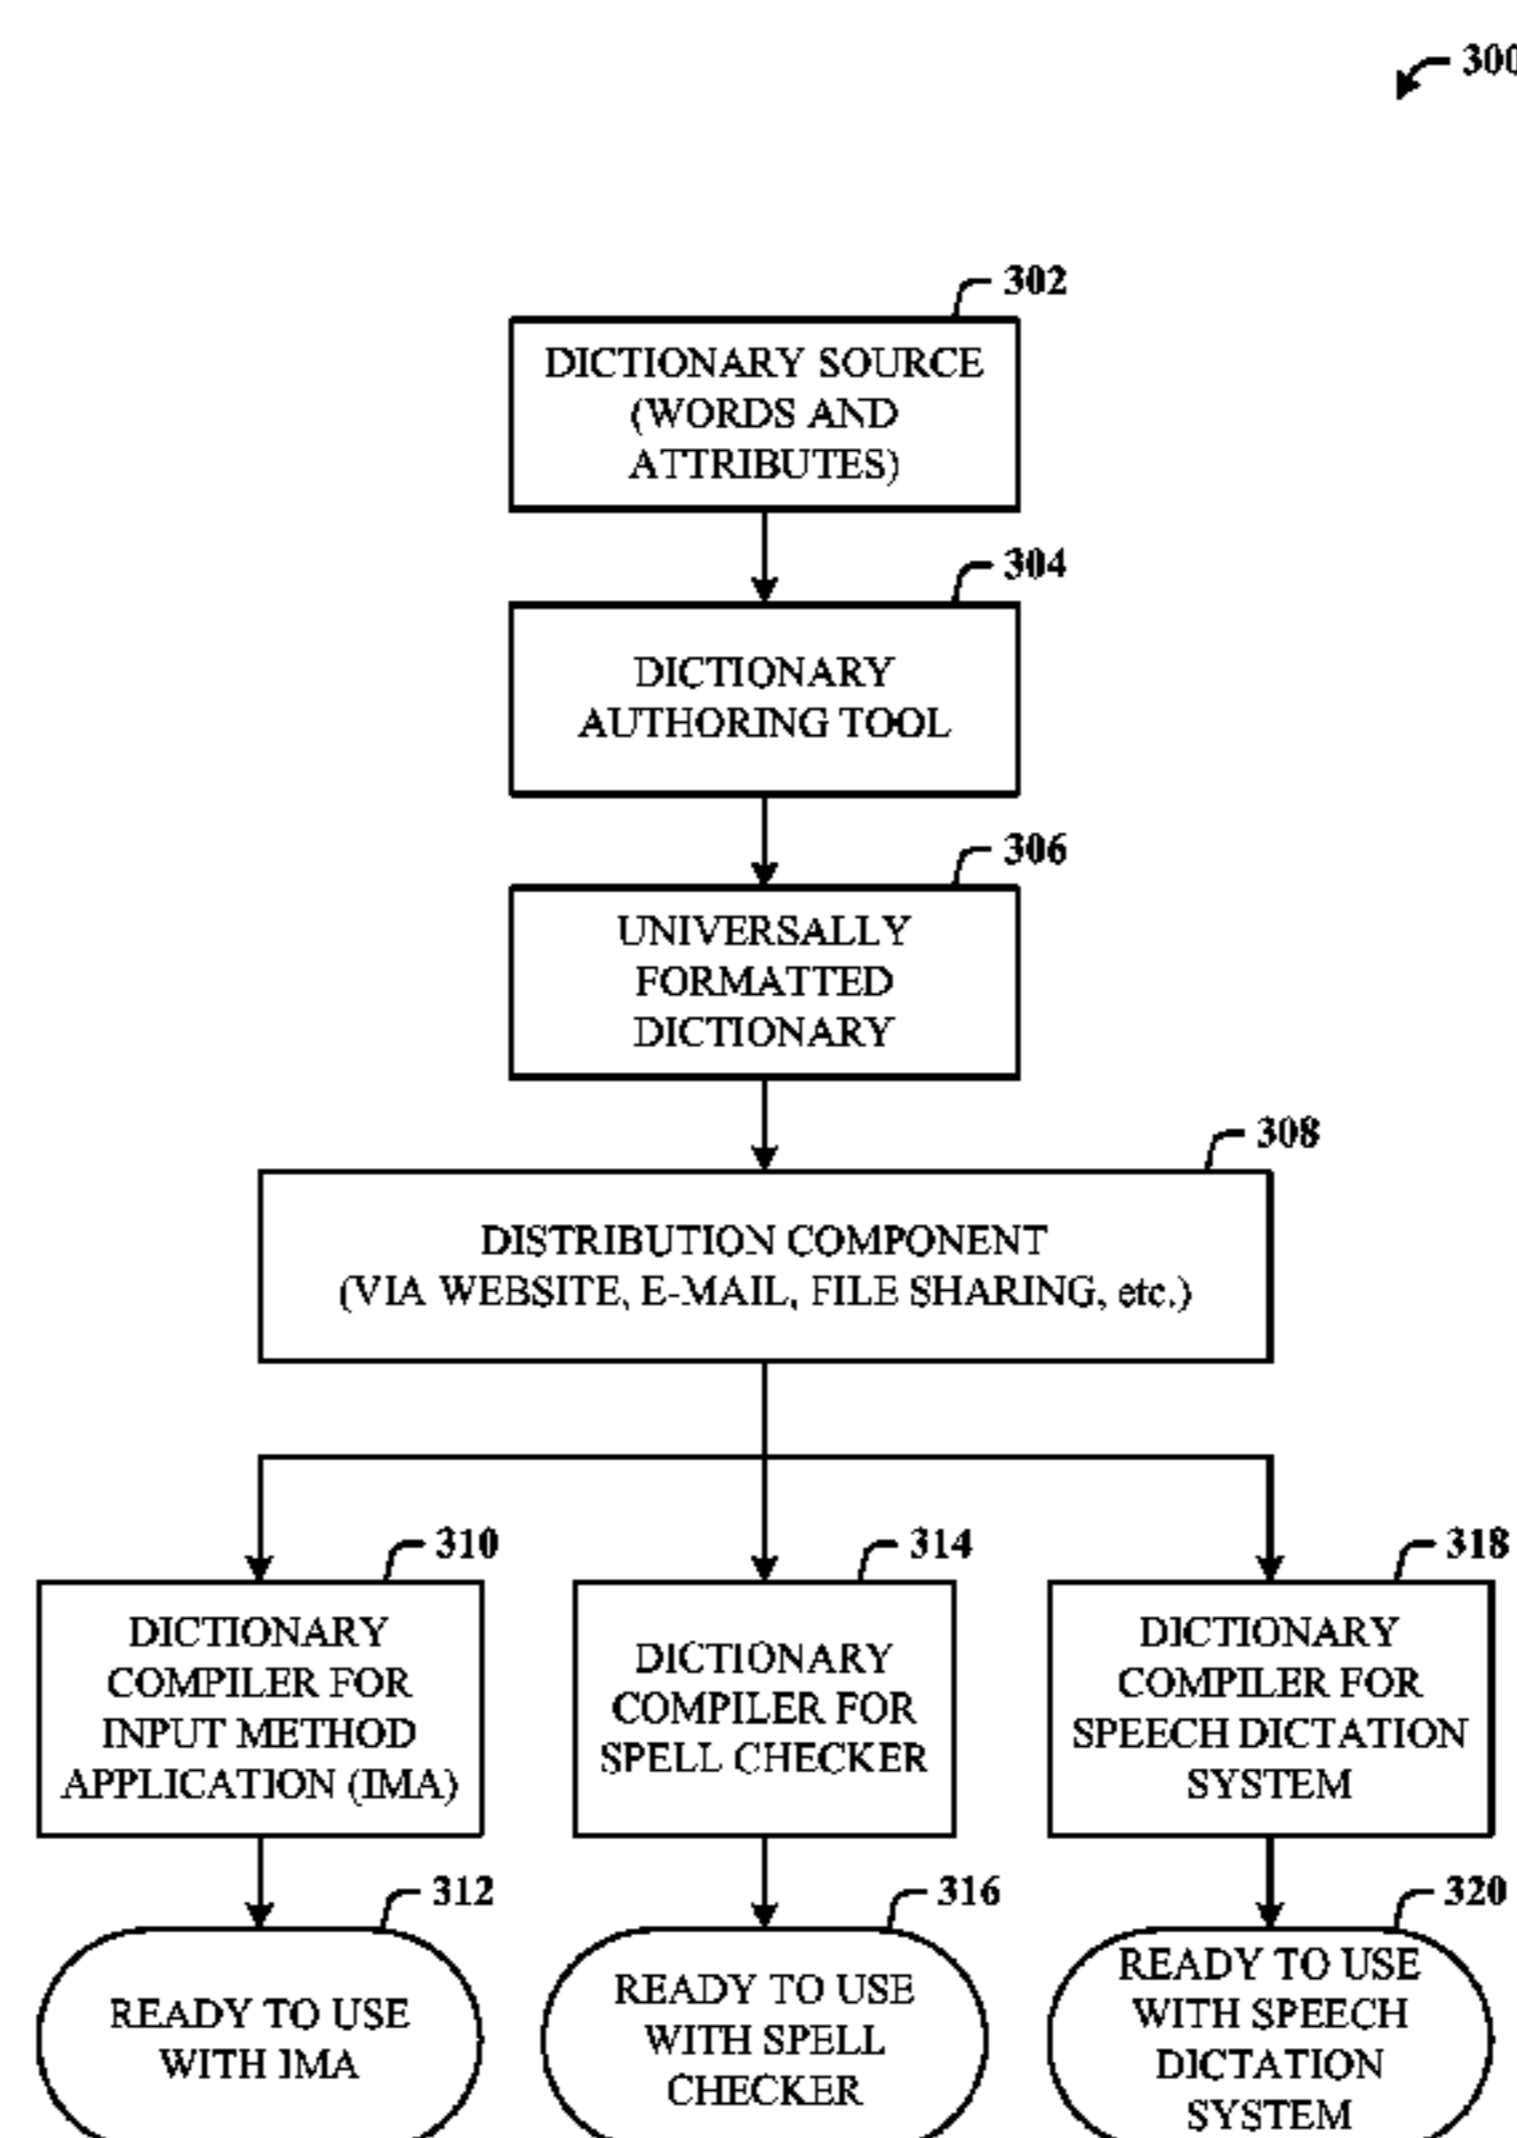 300
302
DICTIONARY SOURCE
(WORDS AND
ATTRIBUTES)
304
DICTIONARY
AUTHORING TOOL
306
UNIVERSALLY
FORMATTED
DICTIONARY
308
DISTRIBUTION COMPONENT
(VIA WEBSITE, E-MAIL, FILE SHARING, etc.)
310
DICTIONARY
COMPILER FOR
INPUT METHOD
APPLICATION (IMA)
314
DICTIONARY
COMPILER FOR
SPELL CHECKER
318
DICTIONARY
COMPILER FOR
SPEECH DICTATION
SYSTEM
312
READY TO USE
WITH IMA
316
READY TO USE
WITH SPELL
CHECKER
320
READY TO USE
WITH SPEECH
DICTATION
SYSTEM